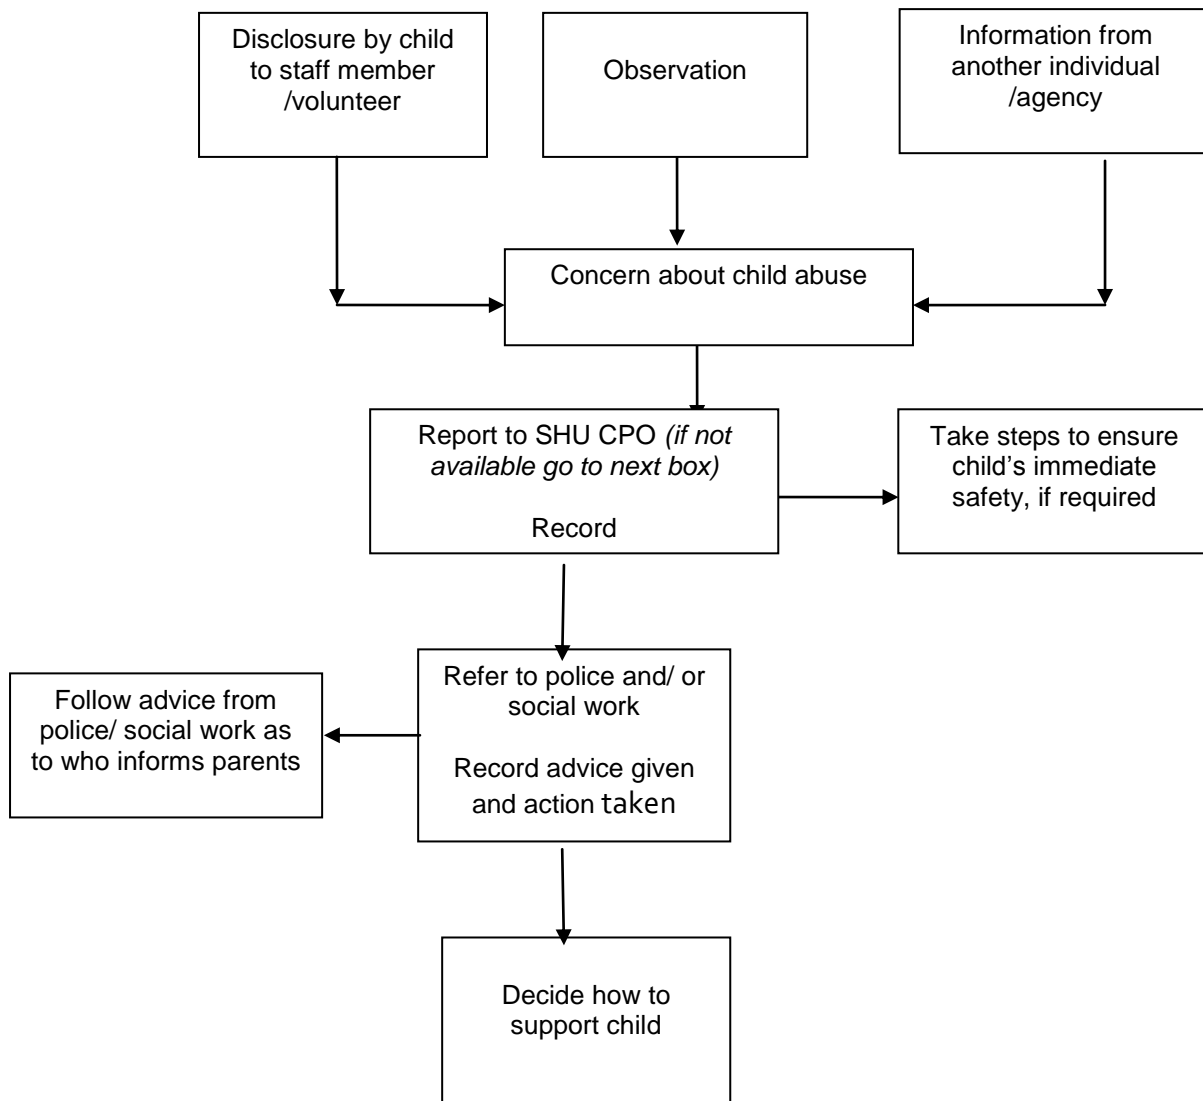 Disclosure by child
to staff member
/volunteer
Observation
Information from
another individual
/agency
Concern about child abuse
Report to SHU CPO (if not
available go to next box)
Record
Take steps to ensure
child’s immediate
safety, if required
Refer to police and/ or
social work
Record advice given
and action taken
Follow advice from
police/ social work as
to who informs parents
Decide how to
support child